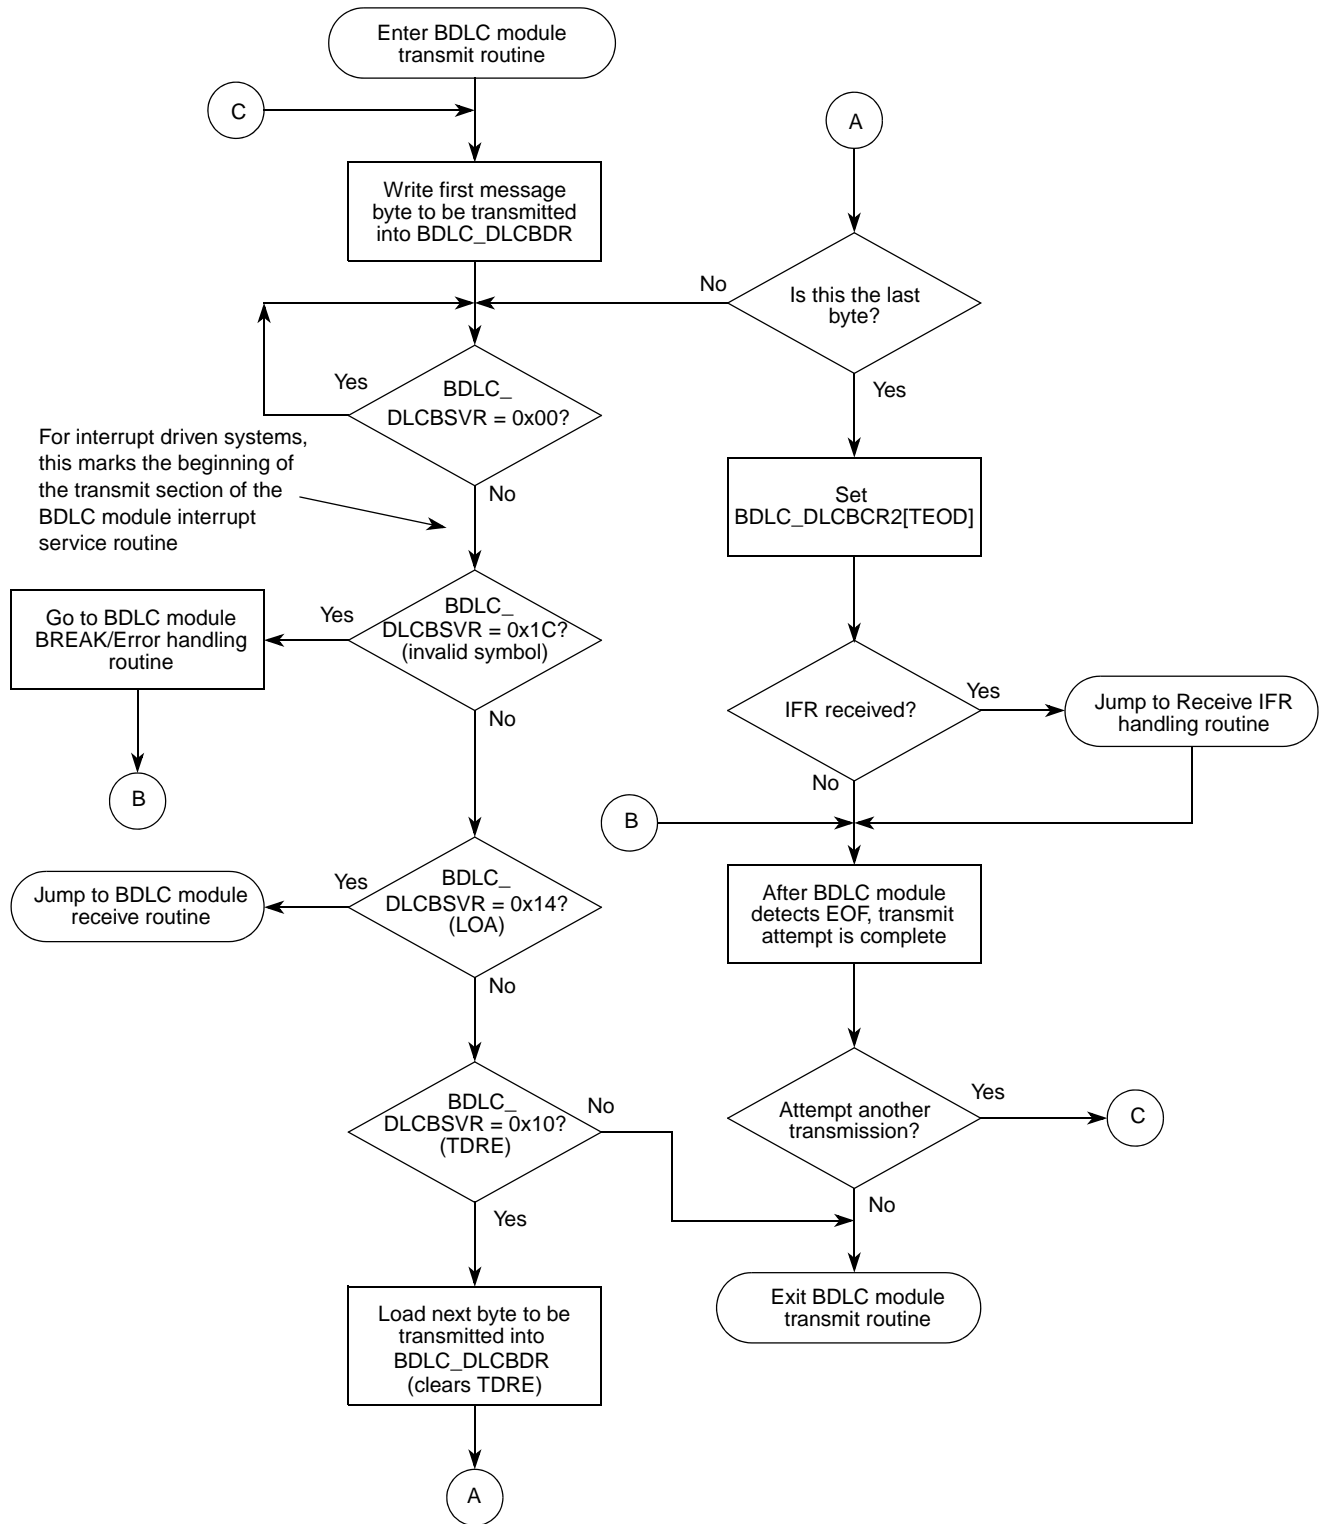 Enter BDLC module
transmit routine
C
Write first message
byte to be transmitted
into BDLC_DLCBDR
Yes
BDLC_
DLCBSVR = 0x00?
No
For interrupt driven systems,
this marks the beginning of
the transmit section of the
BDLC module interrupt
service routine
Go to BDLC module
BREAK/Error handling
routine
B
Yes
BDLC_
DLCBSVR = 0x1C?
(invalid symbol)
No
Jump to BDLC module
receive routine
Yes
BDLC_
DLCBSVR = 0x14?
(LOA)
No
BDLC_
DLCBSVR = 0x10?
(TDRE)
No
Yes
Load next byte to be
transmitted into
BDLC_DLCBDR
(clears TDRE)
A
A
No
Is this the last
byte?
Yes
Set
BDLC_DLCBCR2[TEOD]
IFR received?
Yes
Jump to Receive IFR
handling routine
No
B
After BDLC module
detects EOF, transmit
attempt is complete
Attempt another
transmission?
Yes
C
No
Exit BDLC module
transmit routine